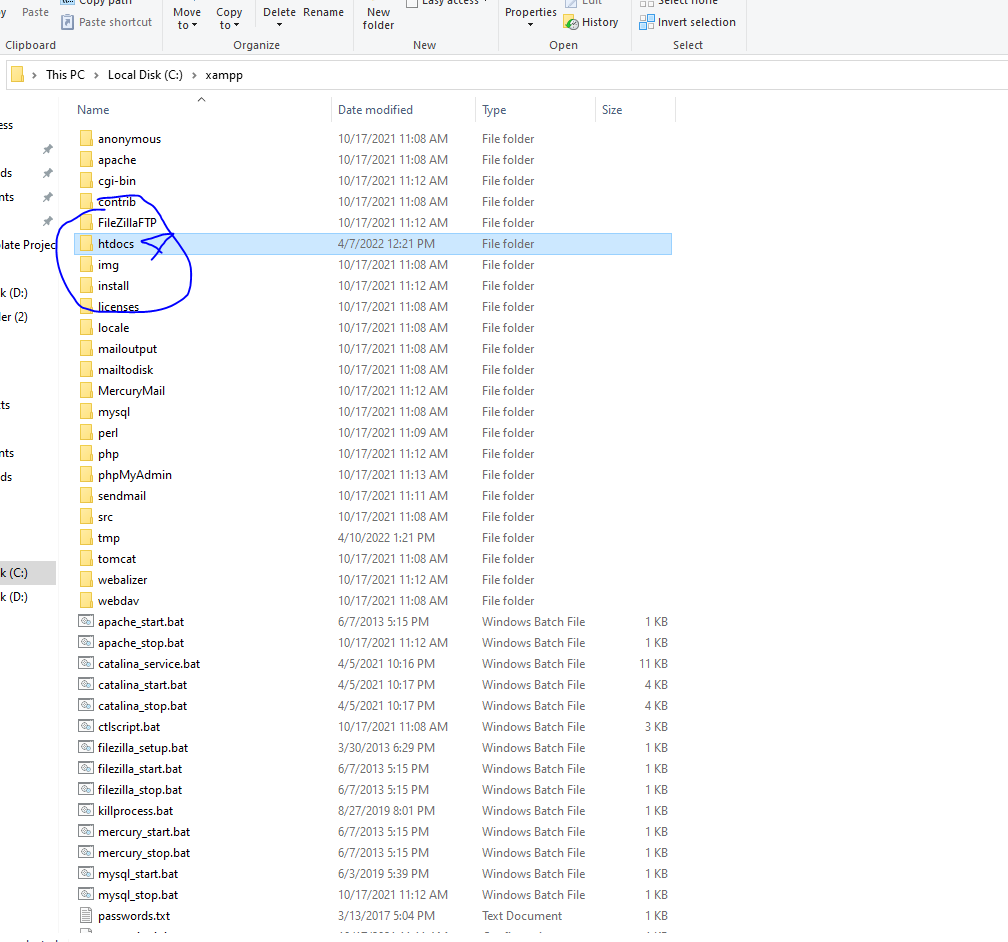 Copy path
Easy access
Edit
Select none
Paste
Paste shortcut
Move to
Copy to
Delete
Rename
New folder
Properties
History
Invert selection
Clipboard
Organize
New
Open
Select
This PC > Local Disk (C:) > xampp
Name Date modified Type Size
anonymous 10/17/2021 11:08 AM File folder
apache 10/17/2021 11:08 AM File folder
cgi-bin 10/17/2021 11:12 AM File folder
contrib 10/17/2021 11:08 AM File folder
FileZillaFTP 10/17/2021 11:12 AM File folder
htdocs 4/7/2022 12:21 PM File folder
img 10/17/2021 11:08 AM File folder
install 10/17/2021 11:12 AM File folder
licenses 10/17/2021 11:08 AM File folder
locale 10/17/2021 11:08 AM File folder
mailoutput 10/17/2021 11:08 AM File folder
mailtodisk 10/17/2021 11:08 AM File folder
MercuryMail 10/17/2021 11:12 AM File folder
mysql 10/17/2021 11:08 AM File folder
perl 10/17/2021 11:09 AM File folder
php 10/17/2021 11:12 AM File folder
phpMyAdmin 10/17/2021 11:13 AM File folder
sendmail 10/17/2021 11:11 AM File folder
src 10/17/2021 11:08 AM File folder
tmp 4/10/2022 1:21 PM File folder
tomcat 10/17/2021 11:08 AM File folder
webalizer 10/17/2021 11:12 AM File folder
webdav 10/17/2021 11:08 AM File folder
apache_start.bat 6/7/2013 5:15 PM Windows Batch File 1 KB
apache_stop.bat 10/17/2021 11:12 AM Windows Batch File 1 KB
catalina_service.bat 4/5/2021 10:16 PM Windows Batch File 11 KB
catalina_start.bat 4/5/2021 10:17 PM Windows Batch File 4 KB
catalina_stop.bat 4/5/2021 10:17 PM Windows Batch File 4 KB
ctlscript.bat 10/17/2021 11:08 AM Windows Batch File 3 KB
filezilla_setup.bat 3/30/2013 6:29 PM Windows Batch File 1 KB
filezilla_start.bat 6/7/2013 5:15 PM Windows Batch File 1 KB
filezilla_stop.bat 6/7/2013 5:15 PM Windows Batch File 1 KB
killprocess.bat 8/27/2019 8:01 PM Windows Batch File 1 KB
mercury_start.bat 6/7/2013 5:15 PM Windows Batch File 1 KB
mercury_stop.bat 6/7/2013 5:15 PM Windows Batch File 1 KB
mysql_start.bat 6/3/2019 5:39 PM Windows Batch File 1 KB
mysql_stop.bat 10/17/2021 11:12 AM Windows Batch File 1 KB
passwords.txt 3/13/2017 5:04 PM Text Document 1 KB
ess
ds
nts
late Projec
k (D:)
er (2)
ts
nts
ds
k (C:)
k (D:)